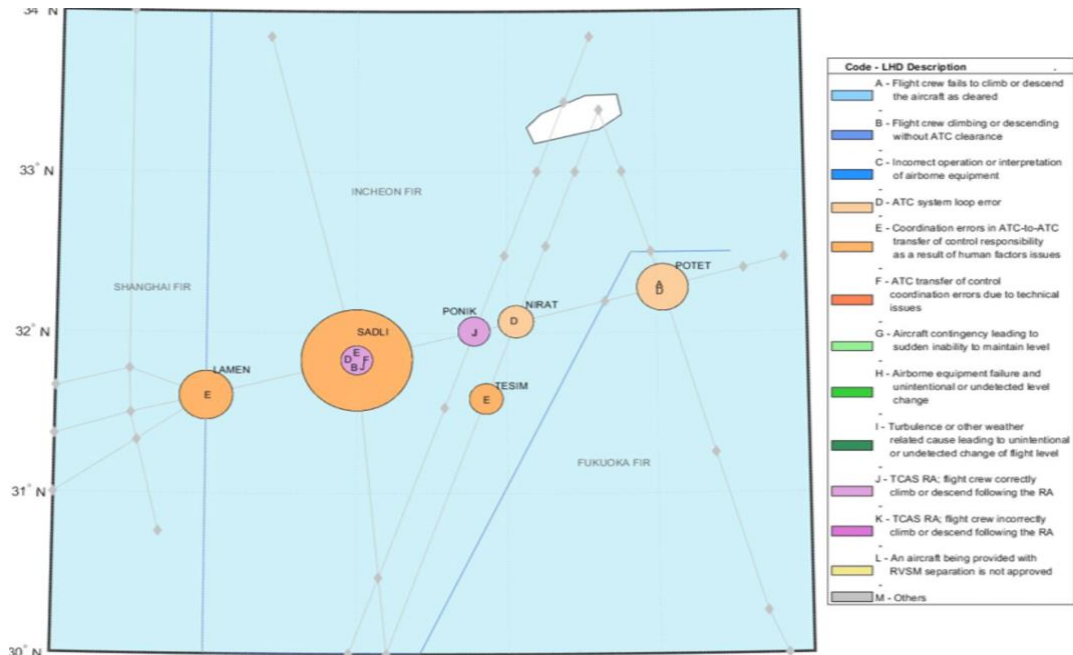 34° N
33° N
32° N
31° N
30° N
INCHEON FIR
SHANGHAI FIR
FUKUOKA FIR
POTET
A
D
NIRAT
D
PONIK
J
SADLI
E
D F
B J
LAMEN
E
TESIM
E
Code - LHD Description -
A - Flight crew fails to climb or descend
the aircraft as cleared
-
B - Flight crew climbing or descending
without ATC clearance
-
C - Incorrect operation or interpretation
of airborne equipment
-
D - ATC system loop error
-
E - Coordination errors in ATC-to-ATC
transfer of control responsibility
as a result of human factors issues
-
F - ATC transfer of control
coordination errors due to technical
issues
-
G - Aircraft contingency leading to
sudden inability to maintain level
-
H - Airborne equipment failure and
unintentional or undetected level
change
-
I - Turbulence or other weather
related cause leading to unintentional
or undetected change of flight level
-
J - TCAS RA; flight crew correctly
climb or descend following the RA
-
K - TCAS RA; flight crew incorrectly
climb or descend following the RA
-
L - An aircraft being provided with
RVSM separation is not approved
-
M - Others